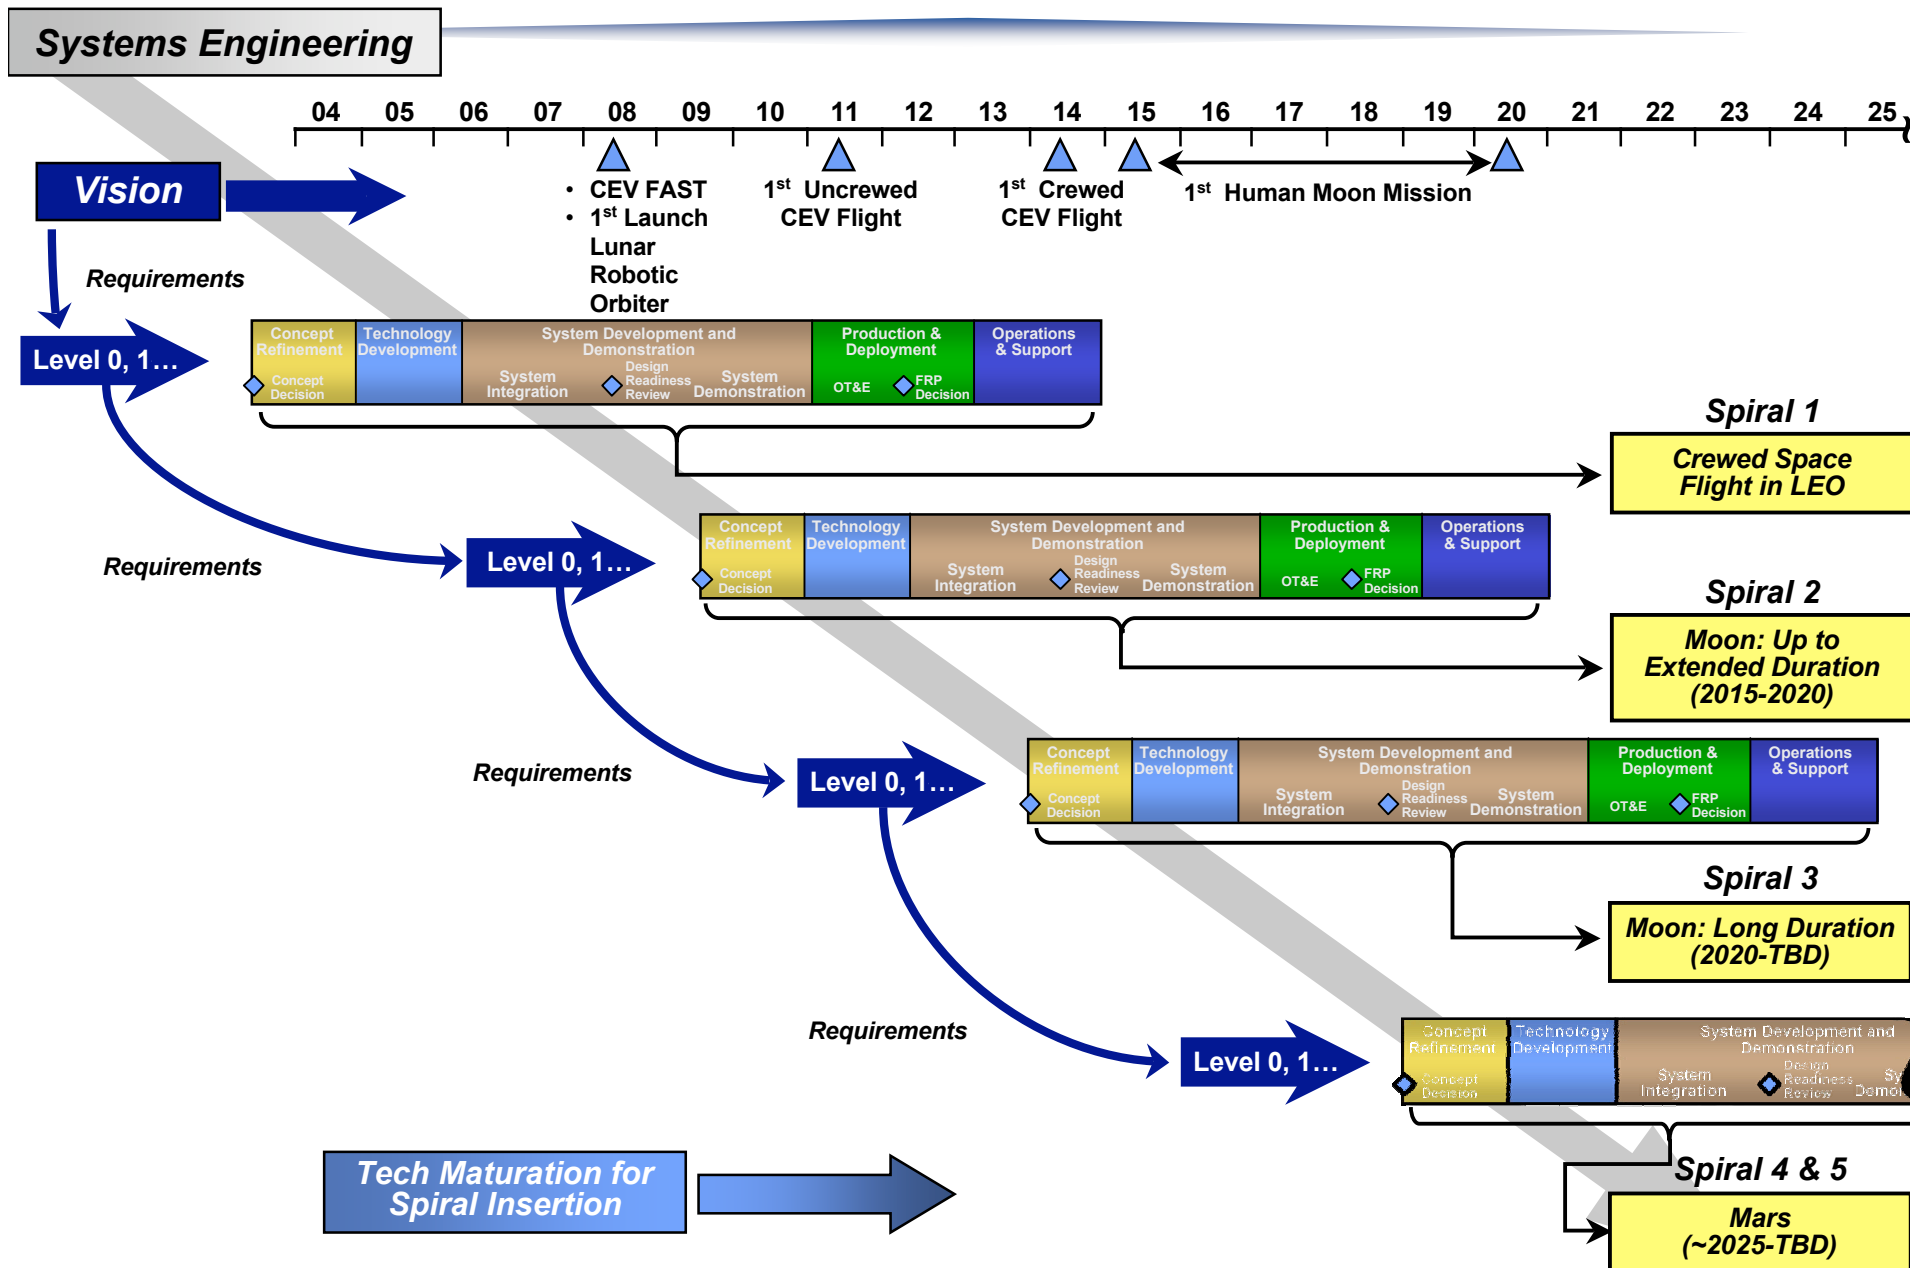 Systems Engineering
04 05 06 07 08 09 10 11 12 13 14 15 16 17 18 19 20 21 22 23 24 25
Vision
• CEV FAST
• 1st Launch
Lunar
Robotic
Orbiter
1st Uncrewed
CEV Flight
1st Crewed
CEV Flight
1st Human Moon Mission
Requirements
Level 0, 1…
Concept
Refinement
Concept
Decision
Technology
Development
System Development and
Demonstration
System
Integration
Design
Readiness
Review
System
Demonstration
Production &
Deployment
OT&E
FRP
Decision
Operations
& Support
Spiral 1
Crewed Space
Flight in LEO
Requirements
Level 0, 1…
Concept
Refinement
Concept
Decision
Technology
Development
System Development and
Demonstration
System
Integration
Design
Readiness
Review
System
Demonstration
Production &
Deployment
OT&E
FRP
Decision
Operations
& Support
Spiral 2
Moon: Up to
Extended Duration
(2015-2020)
Requirements
Level 0, 1…
Concept
Refinement
Concept
Decision
Technology
Development
System Development and
Demonstration
System
Integration
Design
Readiness
Review
System
Demonstration
Production &
Deployment
OT&E
FRP
Decision
Operations
& Support
Spiral 3
Moon: Long Duration
(2020-TBD)
Requirements
Level 0, 1…
Concept
Refinement
Concept
Decision
Technology
Development
System Development and
Demonstration
System
Integration
Design
Readiness
Review
Spiral 4 & 5
Mars
(~2025-TBD)
Tech Maturation for
Spiral Insertion